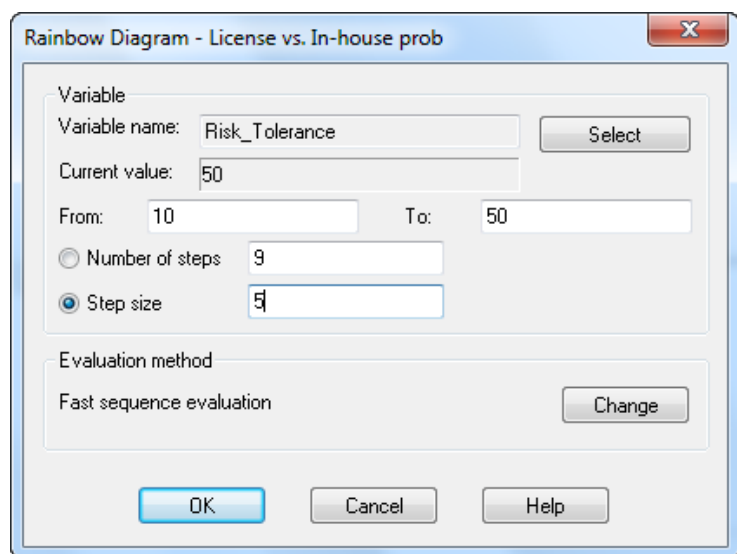 Rainbow Diagram - License vs. In-house prob
Variable
Variable name: Risk_Tolerance Select
Current value: 50
From: 10 To: 50
Number of steps 9
Step size 5
Evaluation method
Fast sequence evaluation Change
OK Cancel Help